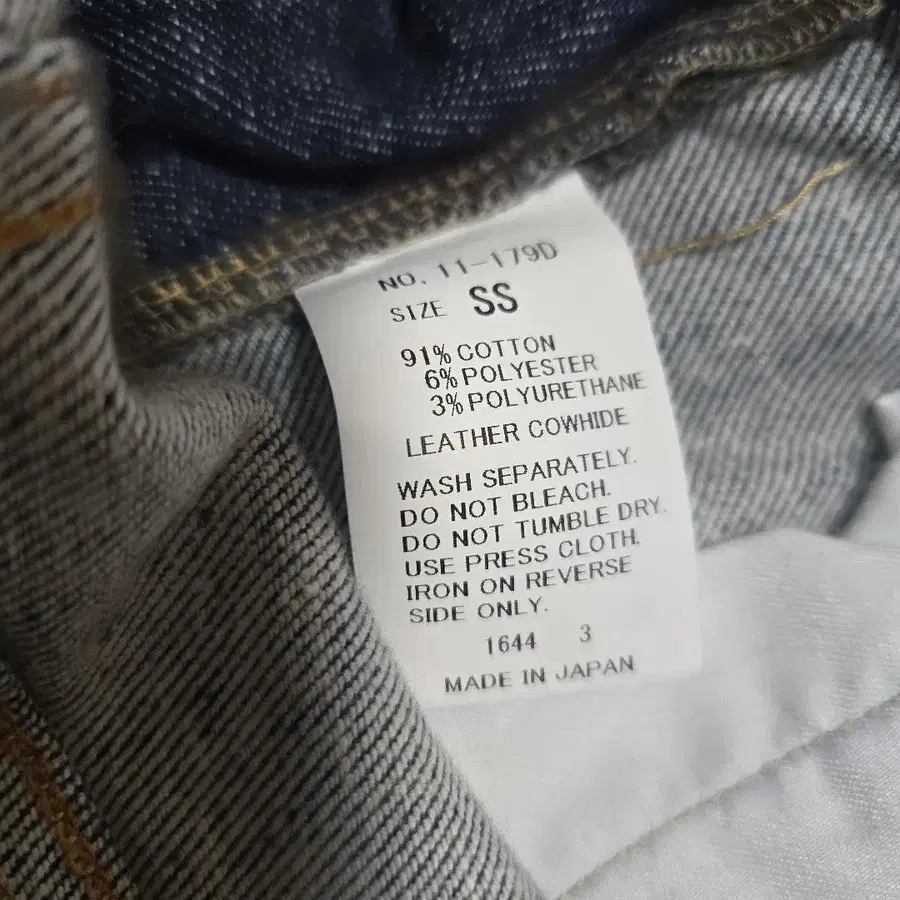 NO. 11-179D
SIZE SS
91% COTTON
6% POLYESTER
3% POLYURETHANE
LEATHER COWHIDE
WASH SEPARATELY.
DO NOT BLEACH.
DO NOT TUMBLE DRY.
USE PRESS CLOTH.
IRON ON REVERSE
SIDE ONLY.
1644 3
MADE IN JAPAN